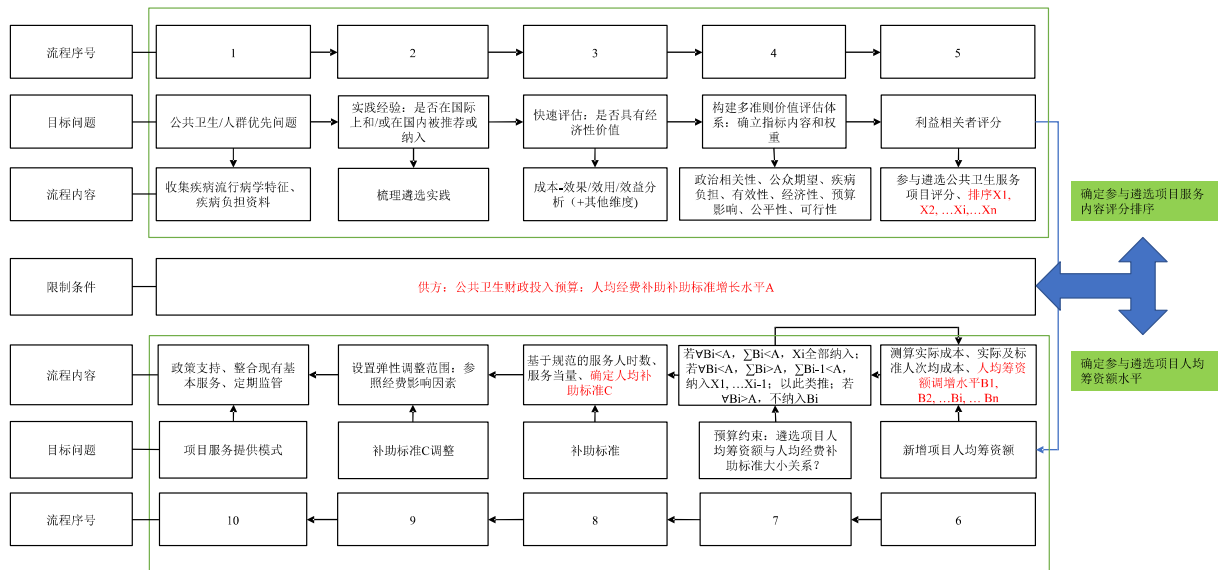 流程序号
1
2
3
4
5
目标问题
公共卫生/人群优先问题
实践经验：是否在国际
上和/或在国内被推荐或
纳入
快速评估：是否具有经
济性价值
构建多准则价值评估体
系：确立指标内容和权
重
利益相关者评分
流程内容
收集疾病流行病学特征、
疾病负担资料
梳理遴选实践
成本-效果/效用/效益分
析（+其他维度)
政治相关性、公众期望、疾病
负担、有效性、经济性、预算
影响、公平性、可行性
参与遴选公共卫生服务
项目评分、排序X1,
X2, …Xi,…Xn
确定参与遴选项目服务
内容评分排序
限制条件
供方：公共卫生财政投入预算：人均经费补助补助标准增长水平A
流程内容
政策支持、整合现有基
本服务、定期监管
设置弹性调整范围：参
照经费影响因素
基于规范的服务人时数、
服务当量、确定人均补
助标准C
若∀Bi<A，∑Bi<A，Xi全部纳入；
若∀Bi<A，∑Bi>A，∑Bi-1<A，
纳入X1, …Xi-1；以此类推；若
∀Bi>A，不纳入Bi
测算实际成本、实际及标
准人次均成本、人均筹资
额调增水平B1,
B2, …Bi, … Bn
确定参与遴选项目人均
筹资额水平
目标问题
项目服务提供模式
补助标准C调整
补助标准
预算约束：遴选项目人
均筹资额与人均经费补
助标准大小关系？
新增项目人均筹资额
流程序号
10
9
8
7
6